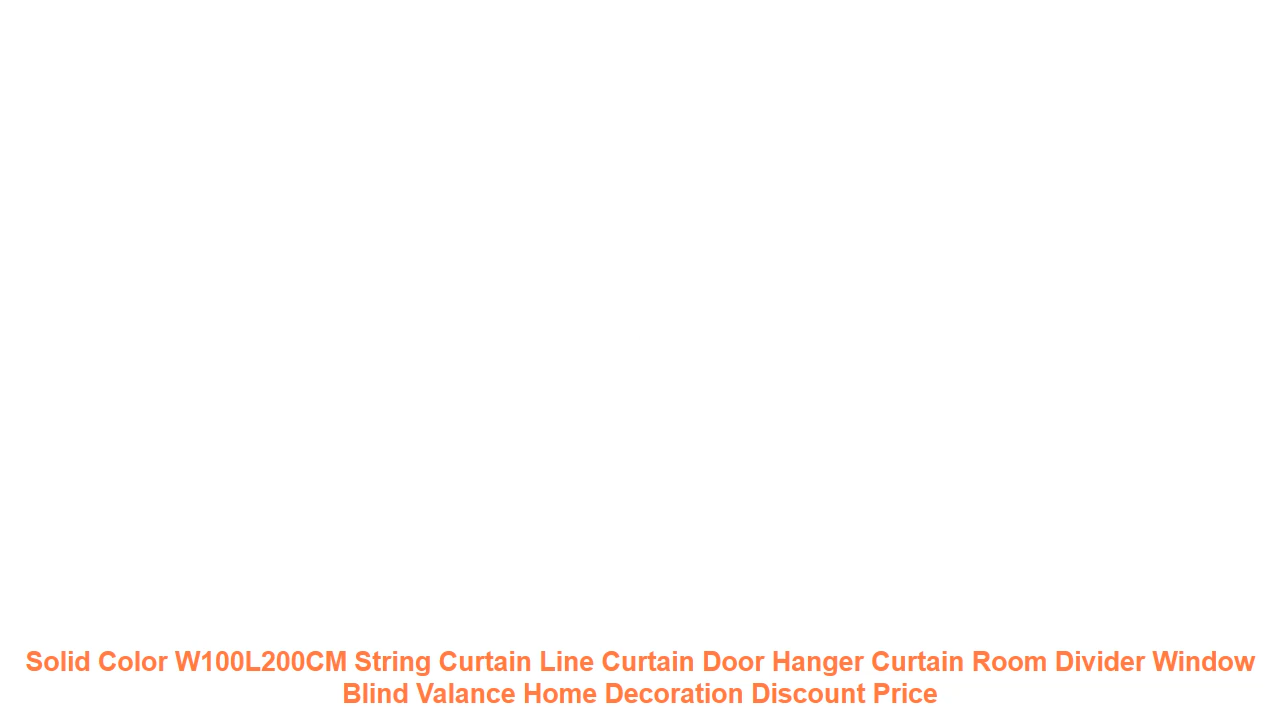 Solid Color W100L200CM String Curtain Line Curtain Door Hanger Curtain Room Divider Window
Blind Valance Home Decoration Discount Price